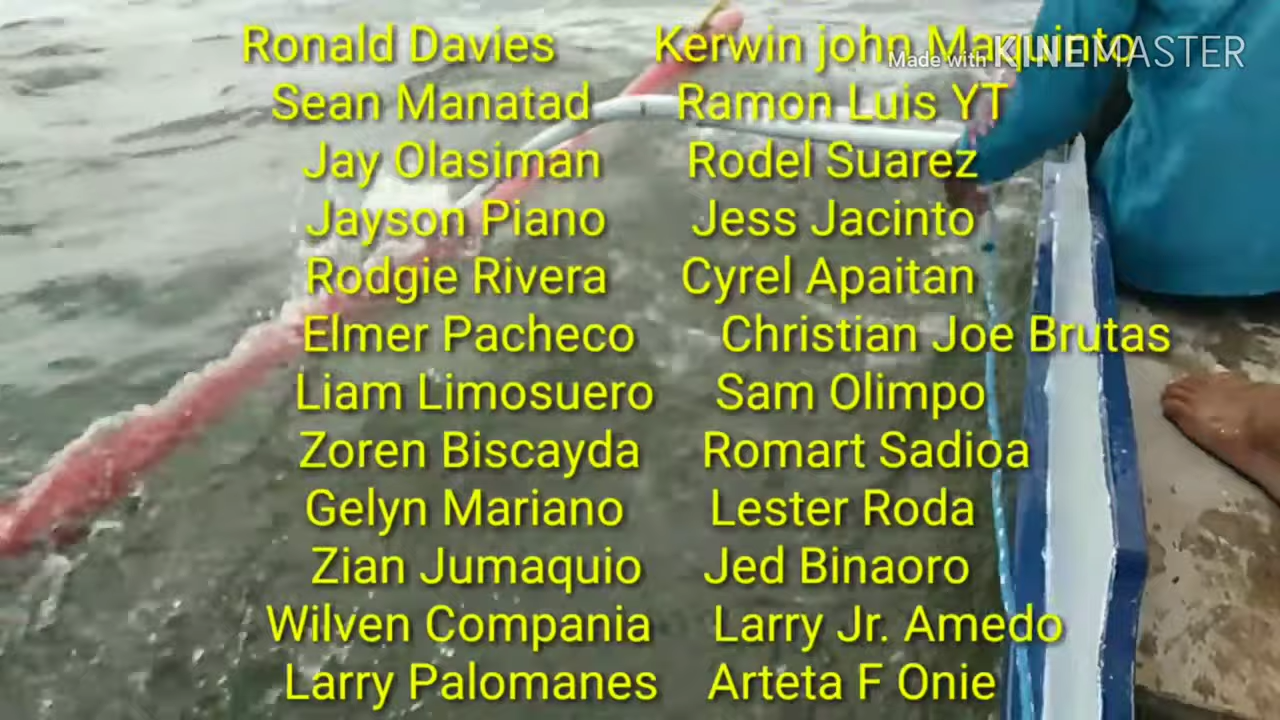 Ronald Davies Kerwin john
Made with KINEMASTER
Sean Manatad Ramon Luis YT
Jay Olasiman Rodel Suarez
Jayson Piano Jess Jacinto
Rodgie Rivera Cyrel Apaitan
Elmer Pacheco Christian Joe Brutas
Liam Limosuero Sam Olimpo
Zoren Biscayda Romart Sadioa
Gelyn Mariano Lester Roda
Zian Jumaquio Jed Binaoro
Wilven Compania Larry Jr. Amedo
Larry Palomanes Arteta F Onie